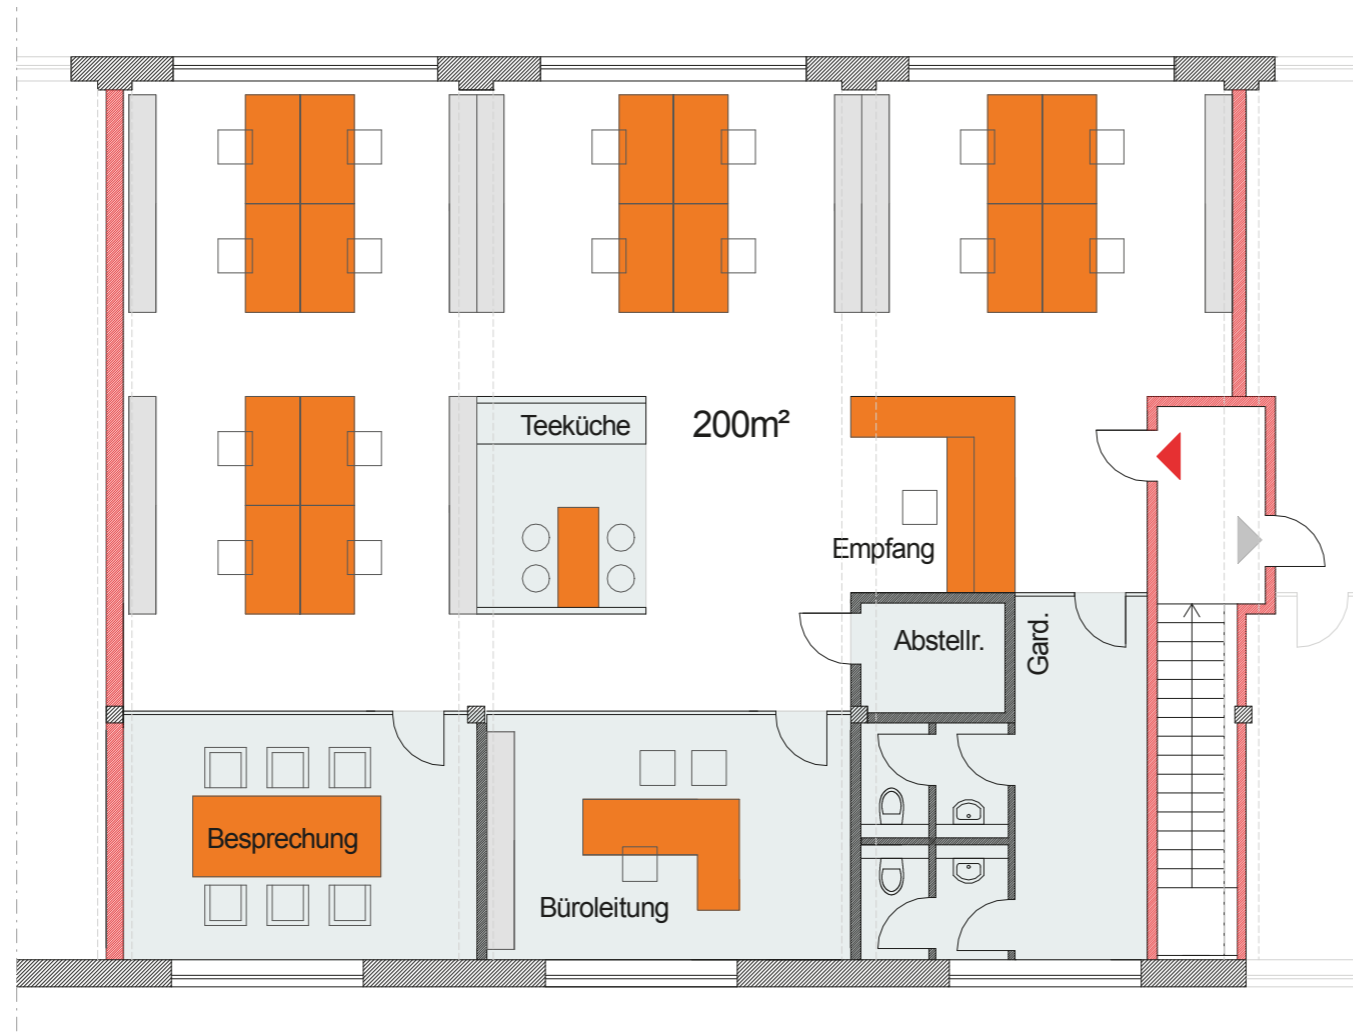 Teeküche
200m²
Empfang
Abstellr.
Gard.
Besprechung
Büroleitung